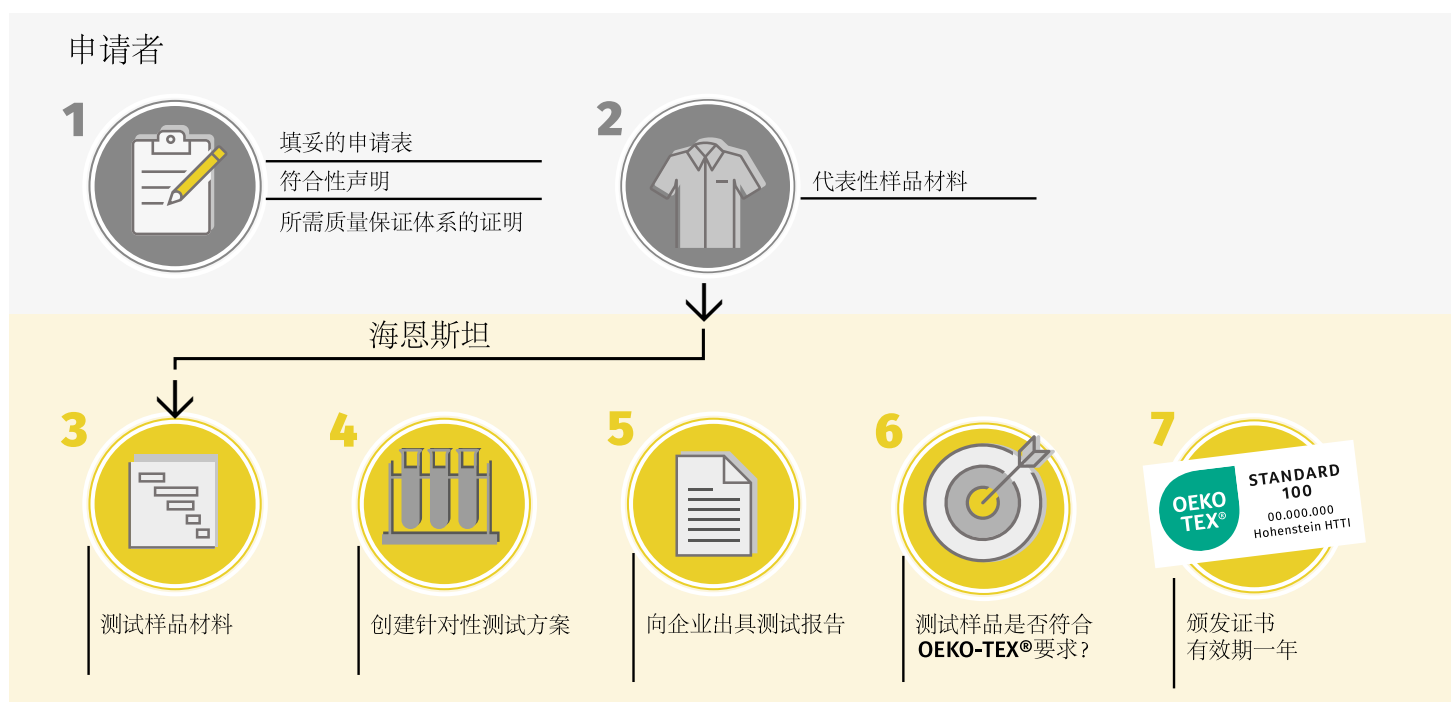 申请者
1
填妥的申请表
符合性声明
所需质量保证体系的证明
2
代表性样品材料
海恩斯坦
3
测试样品材料
4
创建针对性测试方案
5
向企业出具测试报告
6
测试样品是否符合
OEKO-TEX®要求?
7
OEKO
TEX®
STANDARD
100
00.000.000
Hohenstein HTTI
颁发证书
有效期一年